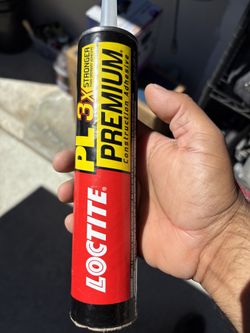 PL
3X
STRONGER
PREMIUM
Construction Adhesive
LOCTITE